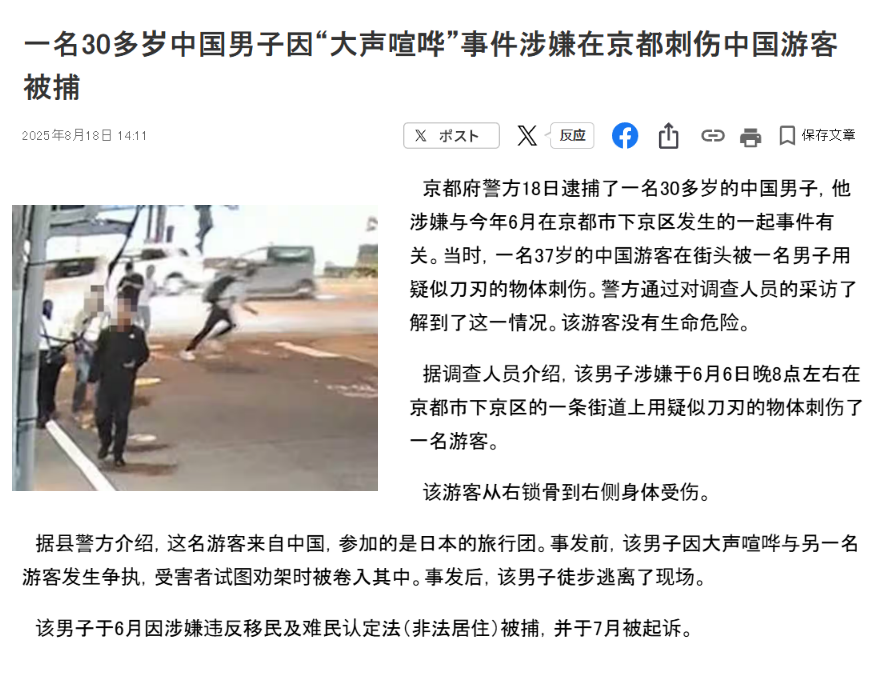 一名30多岁中国男子因“大声喧哗”事件涉嫌在京都刺伤中国游客
被捕
2025年8月18日 14:11
X ポスト
X 反应
保存文章
京都府警方18日逮捕了一名30多岁的中国男子，他
涉嫌与今年6月在京都市下京区发生的一起事件有
关。当时，一名37岁的中国游客在街头被一名男子用
疑似刀刃的物体刺伤。警方通过对调查人员的采访了
解到了这一情况。该游客没有生命危险。
据调查人员介绍，该男子涉嫌于6月6日晚8点左右在
京都市下京区的一条街道上用疑似刀刃的物体刺伤了
一名游客。
该游客从右锁骨到右侧身体受伤。
据县警方介绍，这名游客来自中国，参加的是日本的旅行团。事发前，该男子因大声喧哗与另一名
游客发生争执，受害者试图劝架时被卷入其中。事发后，该男子徒步逃离了现场。
该男子于6月因涉嫌违反移民及难民认定法（非法居住）被捕，并于7月被起诉。